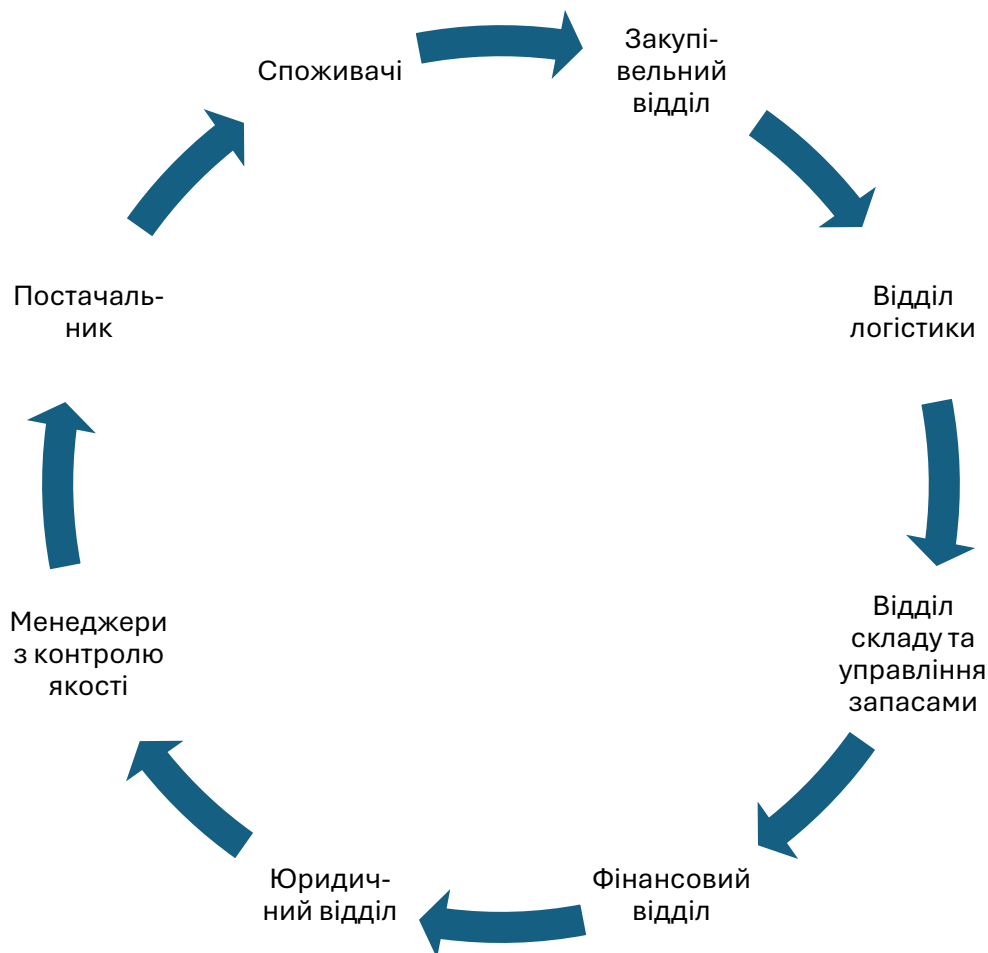 Споживачі
Закупі-
вельний
відділ
Відділ
логістики
Відділ
складу та
управління
запасами
Фінансовий
відділ
Юридич-
ний відділ
Менеджери
з контролю
якості
Постачаль-
ник